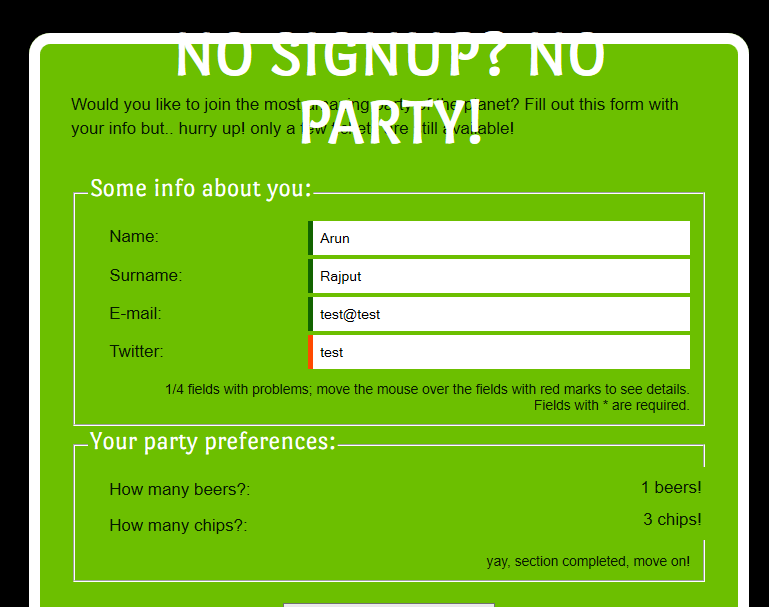 NO SIGNUP? NO
PARTY!
Would you like to join the most amazing party of the planet? Fill out this form with
your info but.. hurry up! only a few tickets are still available!
Some info about you:
Name:
Arun
Surname:
Rajput
E-mail:
test@test
Twitter:
test
1/4 fields with problems; move the mouse over the fields with red marks to see details.
Fields with * are required.
Your party preferences:
How many beers?:
1 beers!
How many chips?:
3 chips!
yay, section completed, move on!